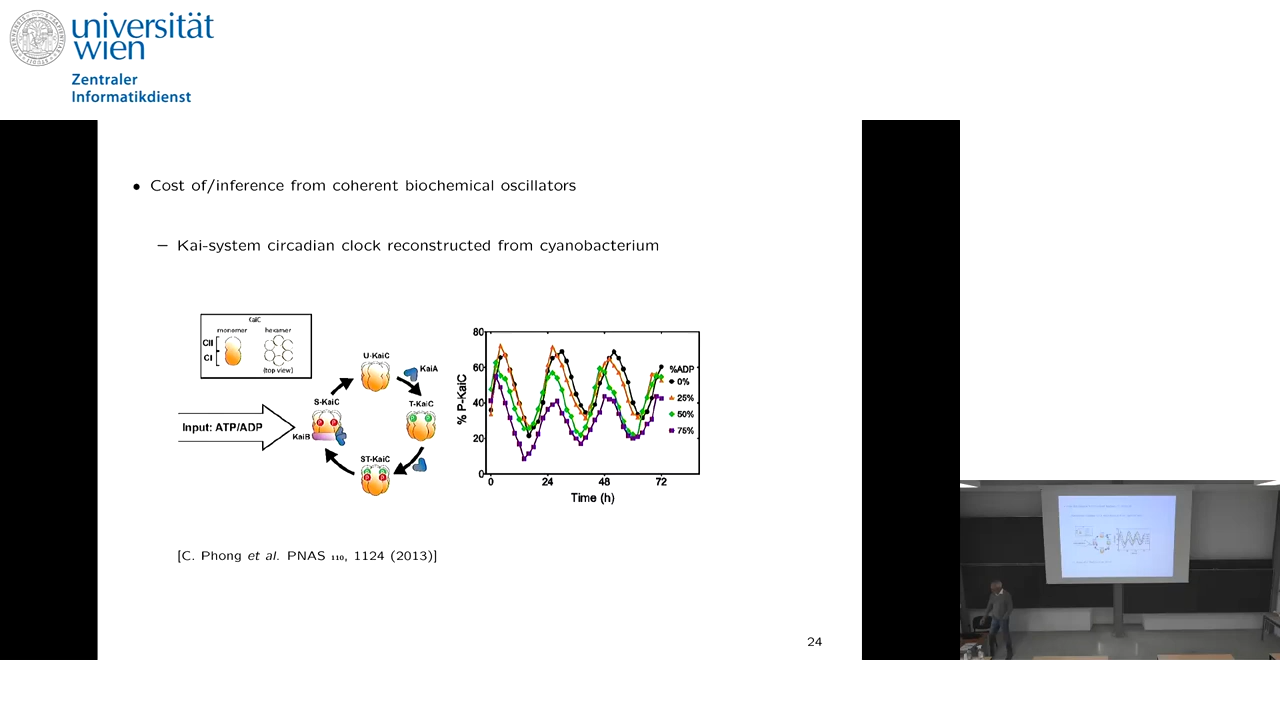 universität
wien
Zentraler
Informatikdienst
• Cost of/inference from coherent biochemical oscillators
– Kai-system circadian clock reconstructed from cyanobacterium
KaiC
monomer
hexamer
CII
CI
(top view)
U-KaiC
KaiA
S-KaiC
T-KaiC
Input: ATP/ADP
KaiB
P
P
ST-KaiC
P
P
% P-KaiC
80
60
40
20
0
%ADP
0%
25%
50%
75%
0
24
48
72
Time (h)
[C. Phong et al. PNAS 110, 1124 (2013)]
24